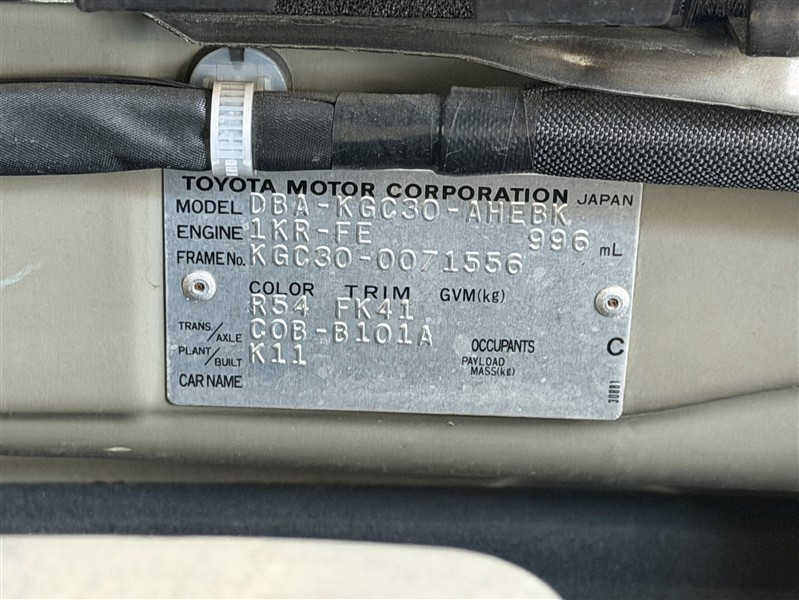 TOYOTA MOTOR CORPORATION JAPAN
MODEL DBA-KGC30-AHEBK
ENGINE 1KR-FE 996 mL
FRAME No. KGC30-0071556
COLOR TRIM GVM(kg)
R54 FK41
TRANS./AXLE C0B-B101A
OCCUPANTS C
PLANT/BUILT K11
PAYLOAD MASS(kg)
CAR NAME
30881